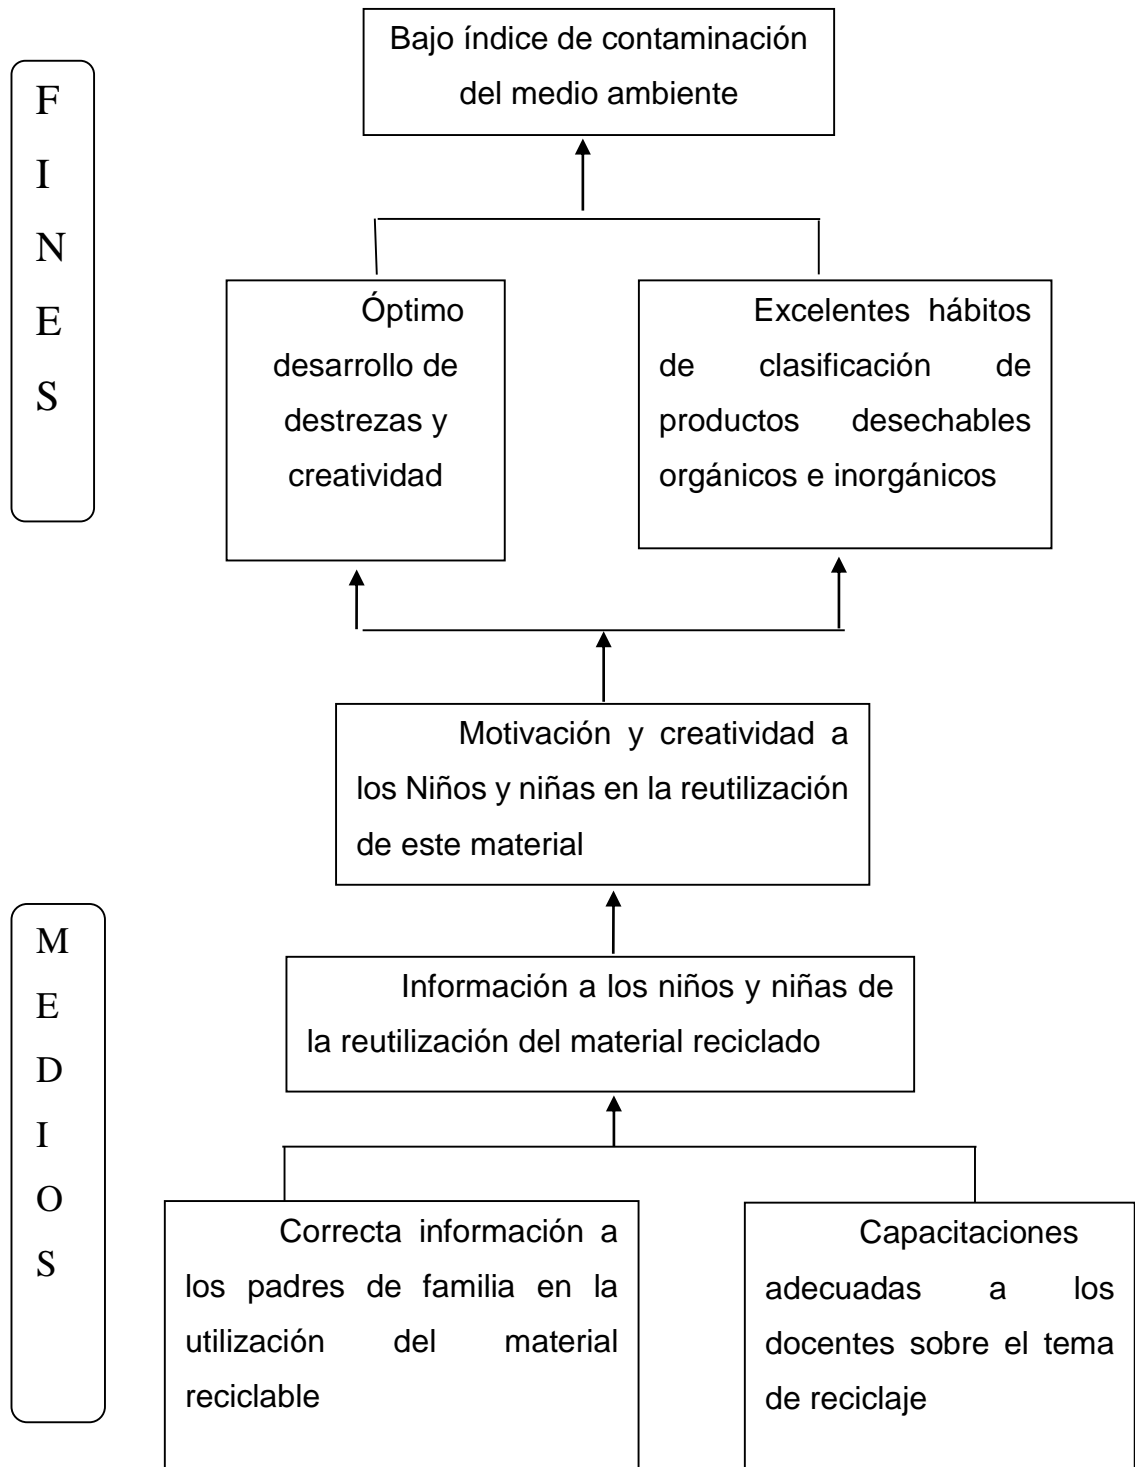 Bajo índice de contaminación
del medio ambiente
F
I
N
E
S
Óptimo
desarrollo de
destrezas y
creatividad
Excelentes hábitos
de clasificación de
productos desechables
orgánicos e inorgánicos
Motivación y creatividad a
los Niños y niñas en la reutilización
de este material
M
E
D
I
O
S
Información a los niños y niñas de
la reutilización del material reciclado
Correcta información a
los padres de familia en la
utilización del material
reciclable
Capacitaciones
adecuadas a los
docentes sobre el tema
de reciclaje